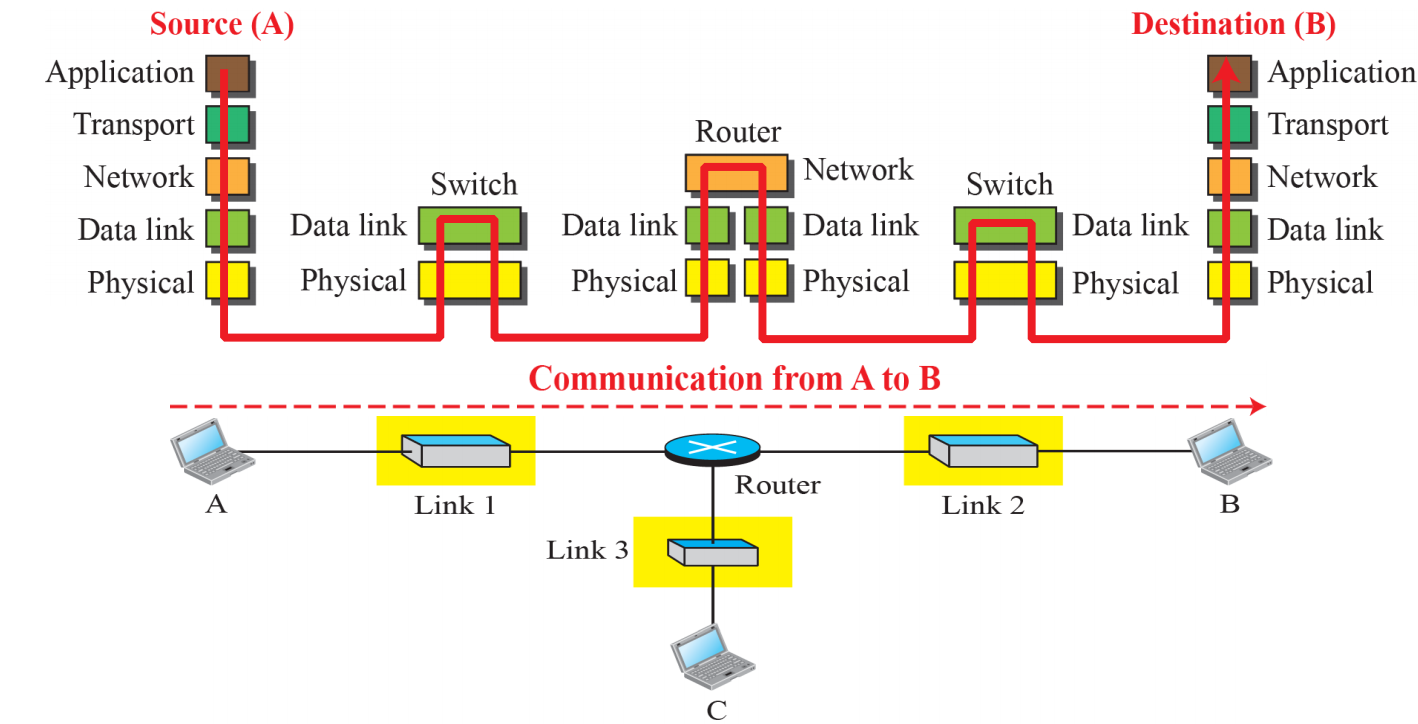 Source (A)
Destination (B)
Application
Transport
Network
Data link
Physical
Switch
Data link
Physical
Router
Network
Data link
Data link
Physical
Physical
Switch
Data link
Physical
Application
Transport
Network
Data link
Physical
Communication from A to B
A
Link 1
Router
Link 2
B
Link 3
C